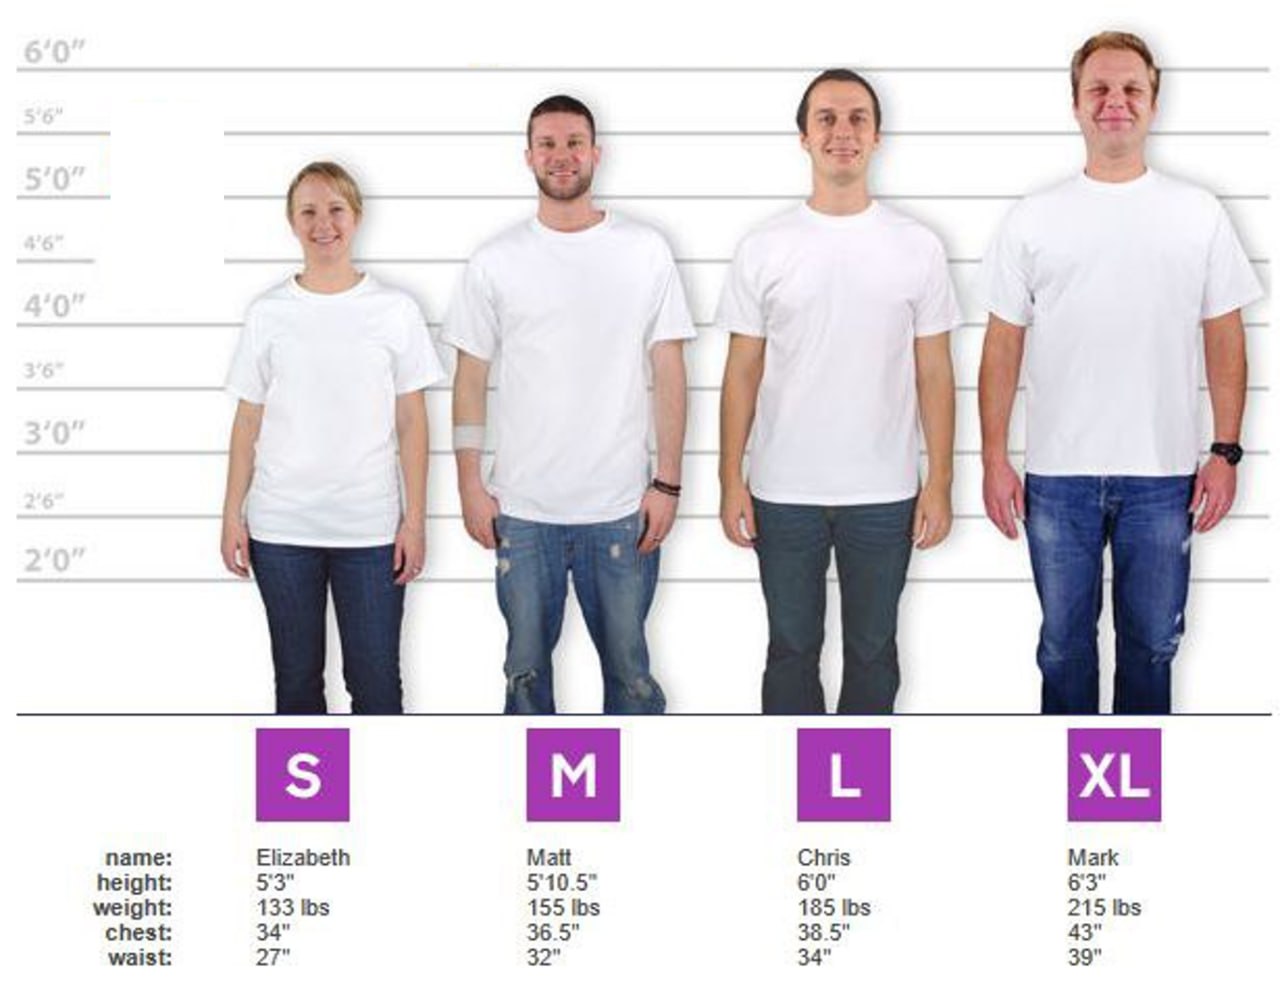 6'0"
5'6"
5'0"
4'6"
4'0"
3'6"
3'0"
2'6"
2'0"
S M L XL
name: Elizabeth Matt Chris Mark
height: 5'3" 5'10.5" 6'0" 6'3"
weight: 133 lbs 155 lbs 185 lbs 215 lbs
chest: 34" 36.5" 38.5" 43"
waist: 27" 32" 34" 39"